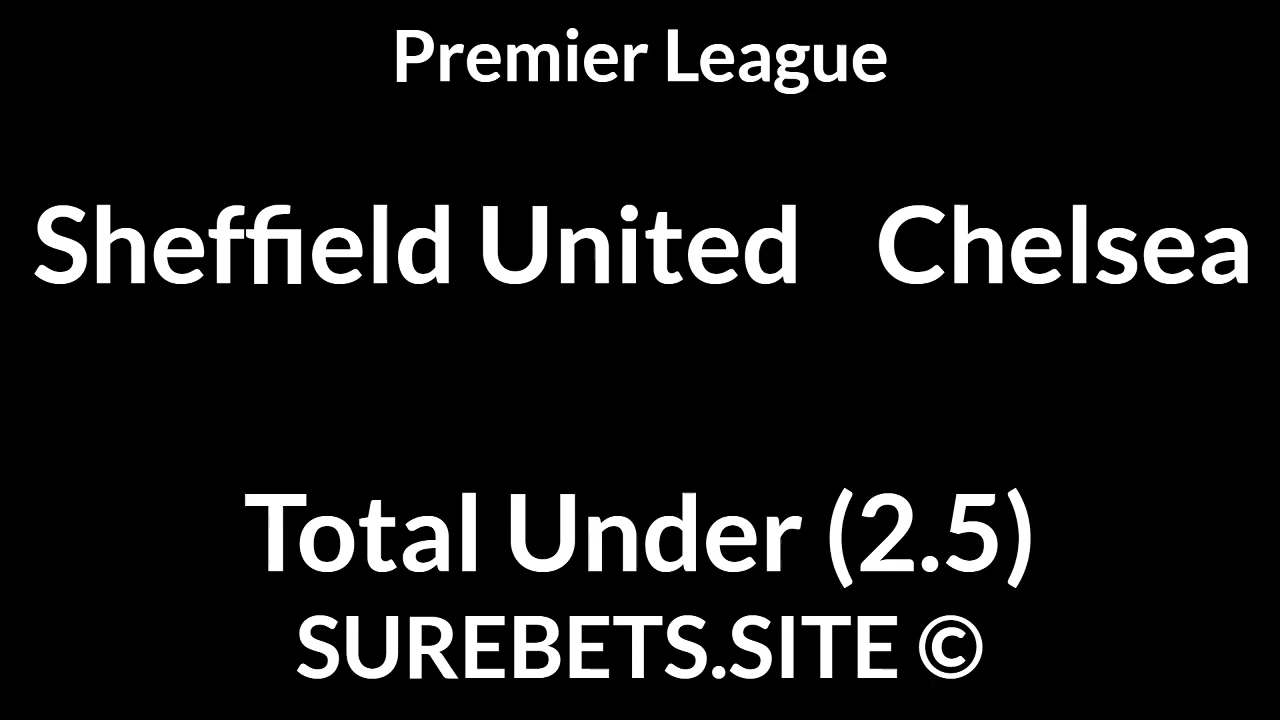 Premier League
Sheffield United Chelsea
Total Under (2.5)
SUREBETS.SITE ©